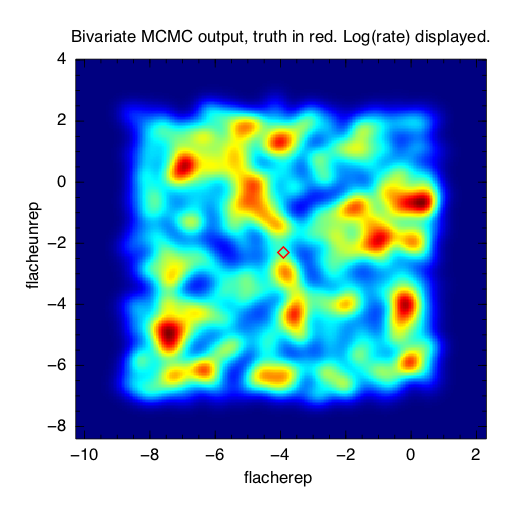 Bivariate MCMC output, truth in red. Log(rate) displayed.
4
2
0
−2
−4
−6
−8
flacheunrep
−10 −8 −6 −4 −2 0 2
flacherep